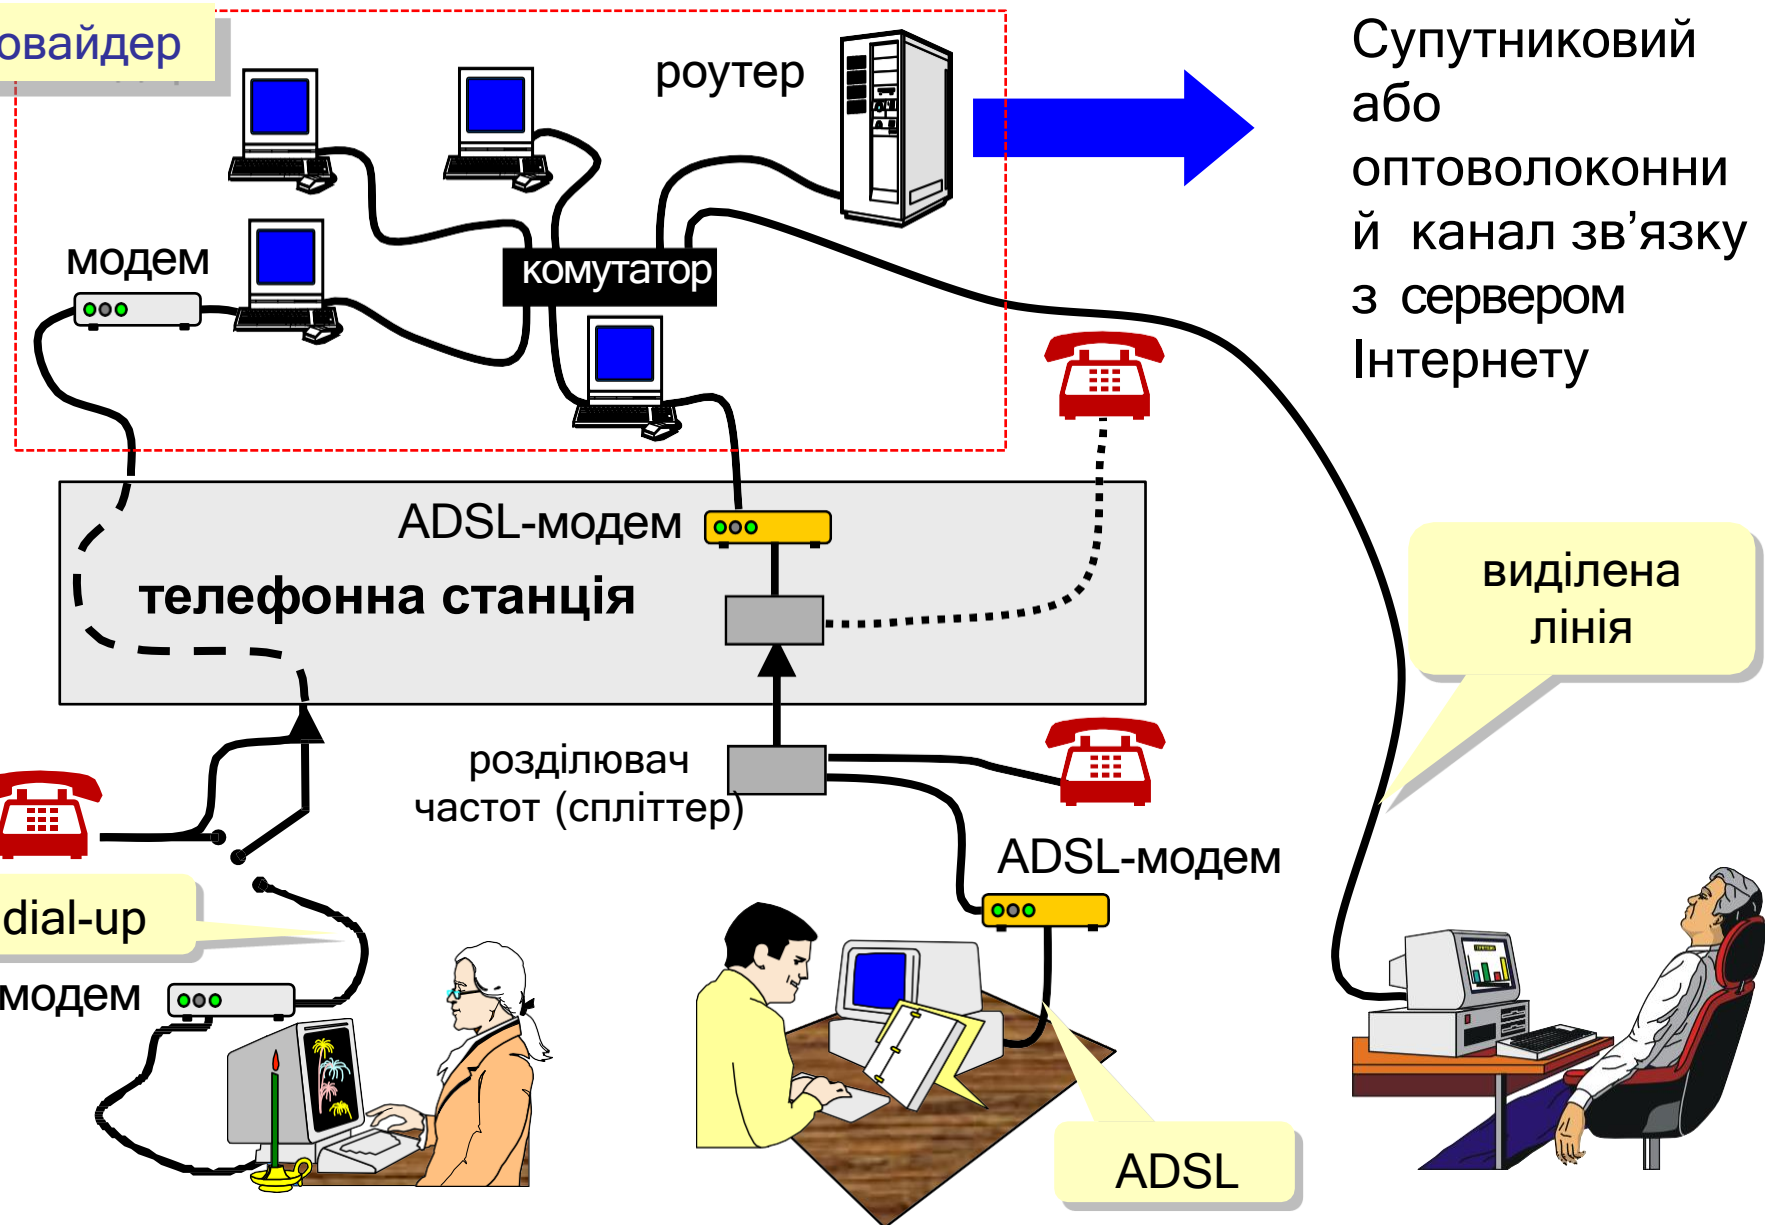 овайдер
роутер
Супутниковий
або
оптоволоконни
й канал зв’язку
з сервером
Інтернету
модем
комутатор
ADSL-модем
телефонна станція
виділена
лінія
розділювач
частот (спліттер)
ADSL-модем
dial-up
модем
ADSL